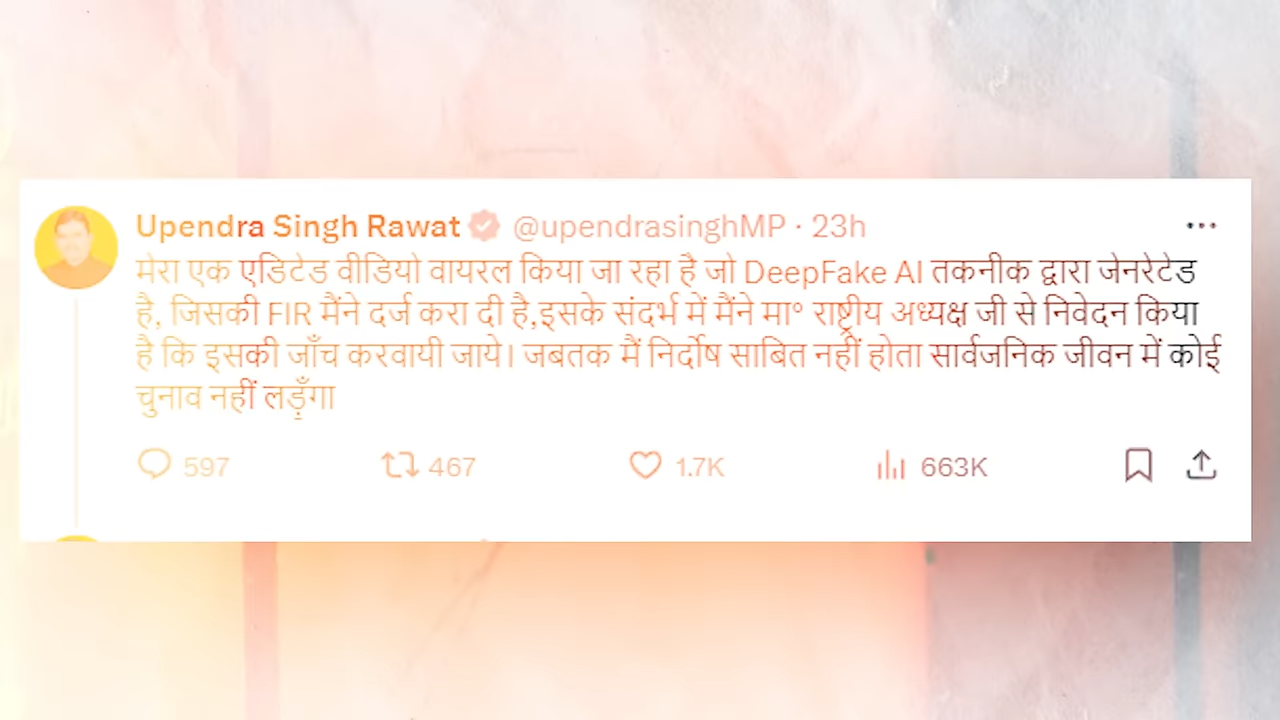 Upendra Singh Rawat @upendrasinghMP · 23h
मेरा एक एडिटेड वीडियो वायरल किया जा रहा है जो DeepFake AI तकनीक द्वारा जेनरेटेड
है, जिसकी FIR मैंने दर्ज करा दी है,इसके संदर्भ में मैंने मा° राष्ट्रीय अध्यक्ष जी से निवेदन किया
है कि इसकी जाँच करवायी जाये। जबतक मैं निर्दोष साबित नहीं होता सार्वजनिक जीवन में कोई
चुनाव नहीं लड़ूँगा
597 467 1.7K 663K